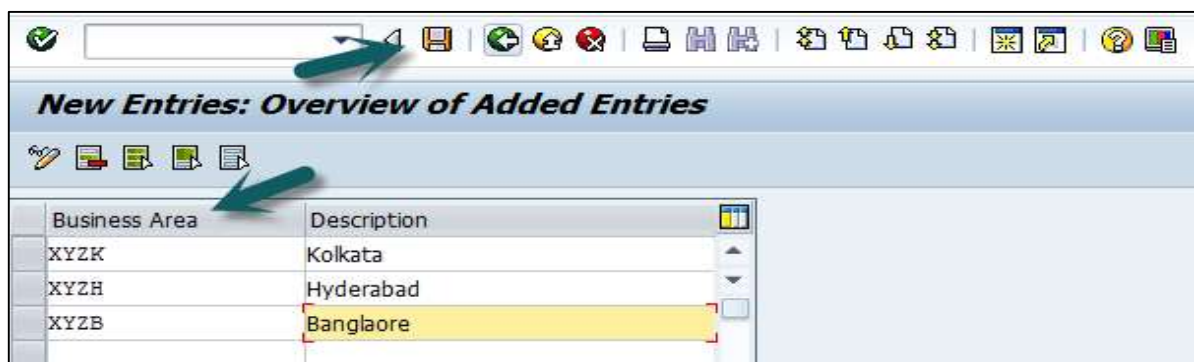 New Entries: Overview of Added Entries
Business Area Description
XYZK Kolkata
XYZH Hyderabad
XYZB Banglaore